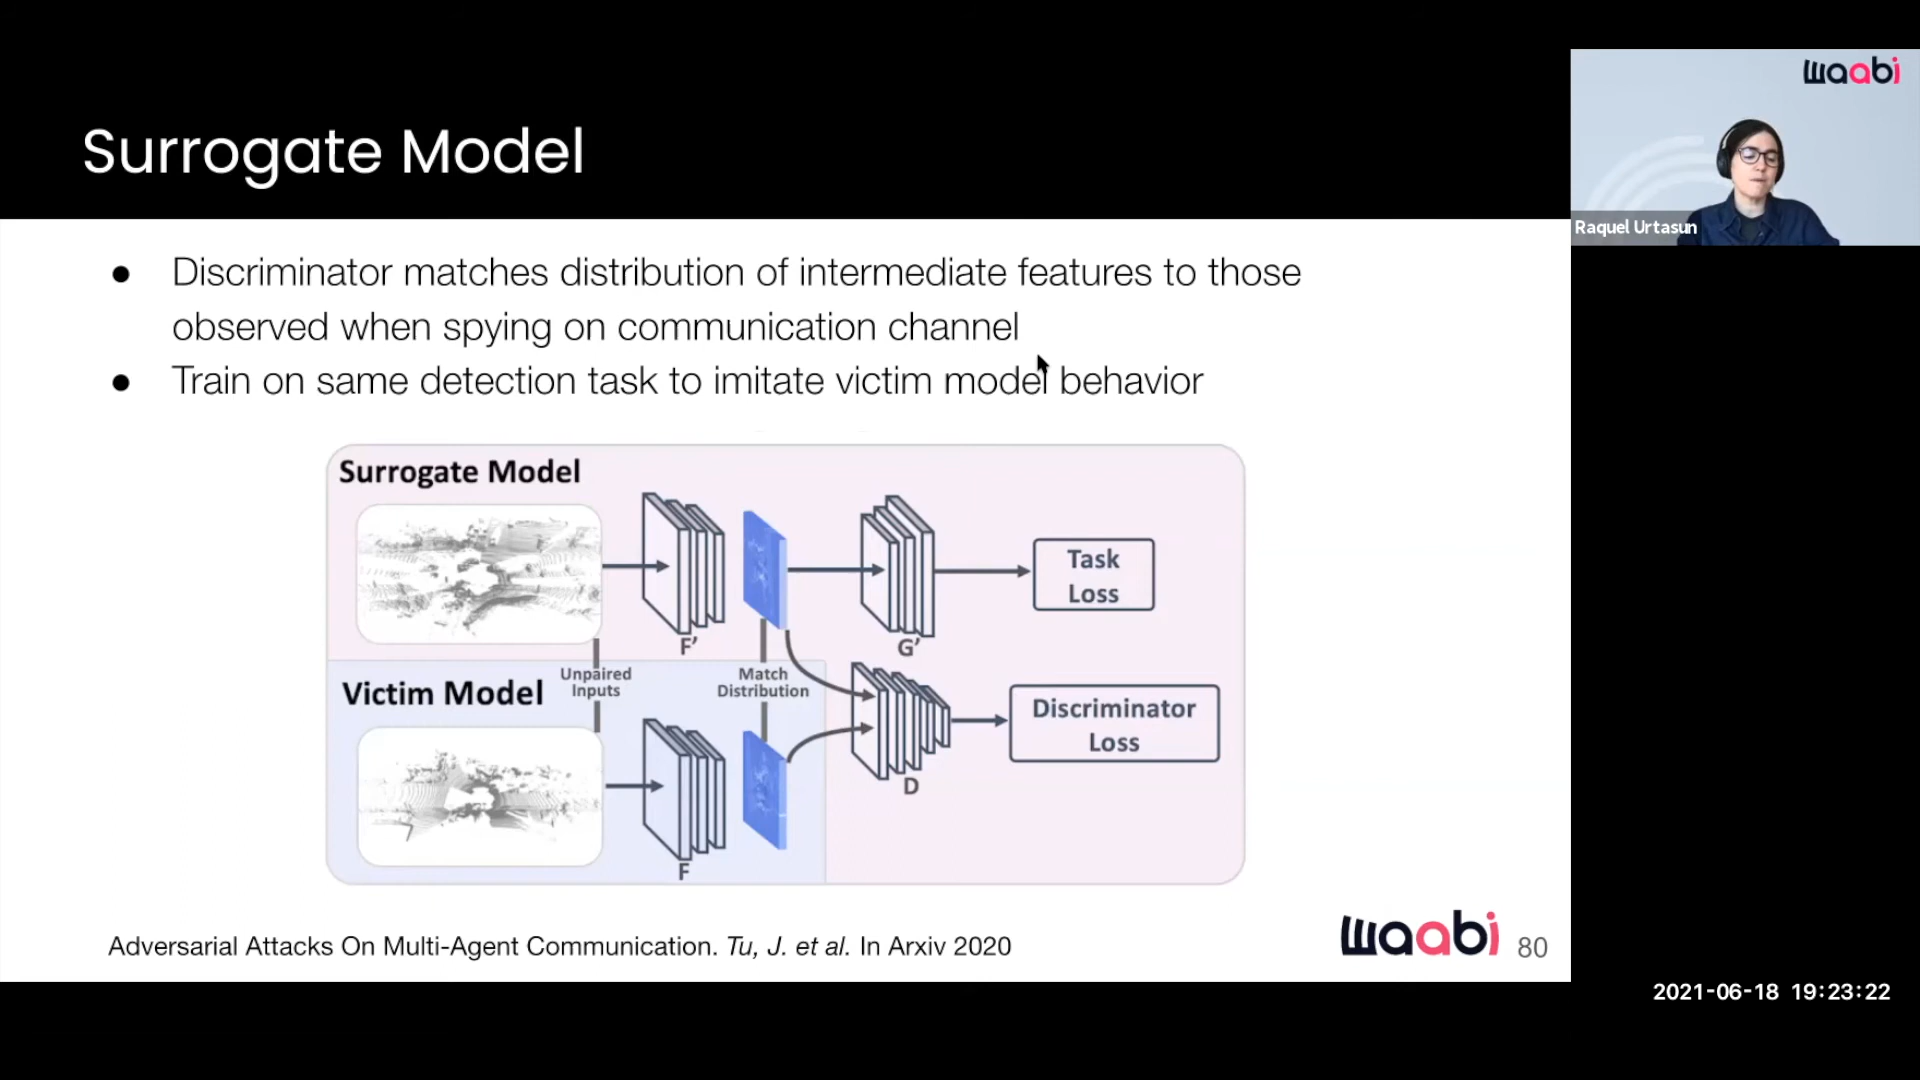 waabi
Surrogate Model
Raquel Urtasun
● Discriminator matches distribution of intermediate features to those
observed when spying on communication channel
● Train on same detection task to imitate victim model behavior
Surrogate Model
Task
Loss
F'
G'
Unpaired
Inputs
Match
Distribution
Victim Model
Discriminator
Loss
D
F
Adversarial Attacks On Multi-Agent Communication. Tu, J. et al. In Arxiv 2020
waabi 80
2021-06-18 19:23:22